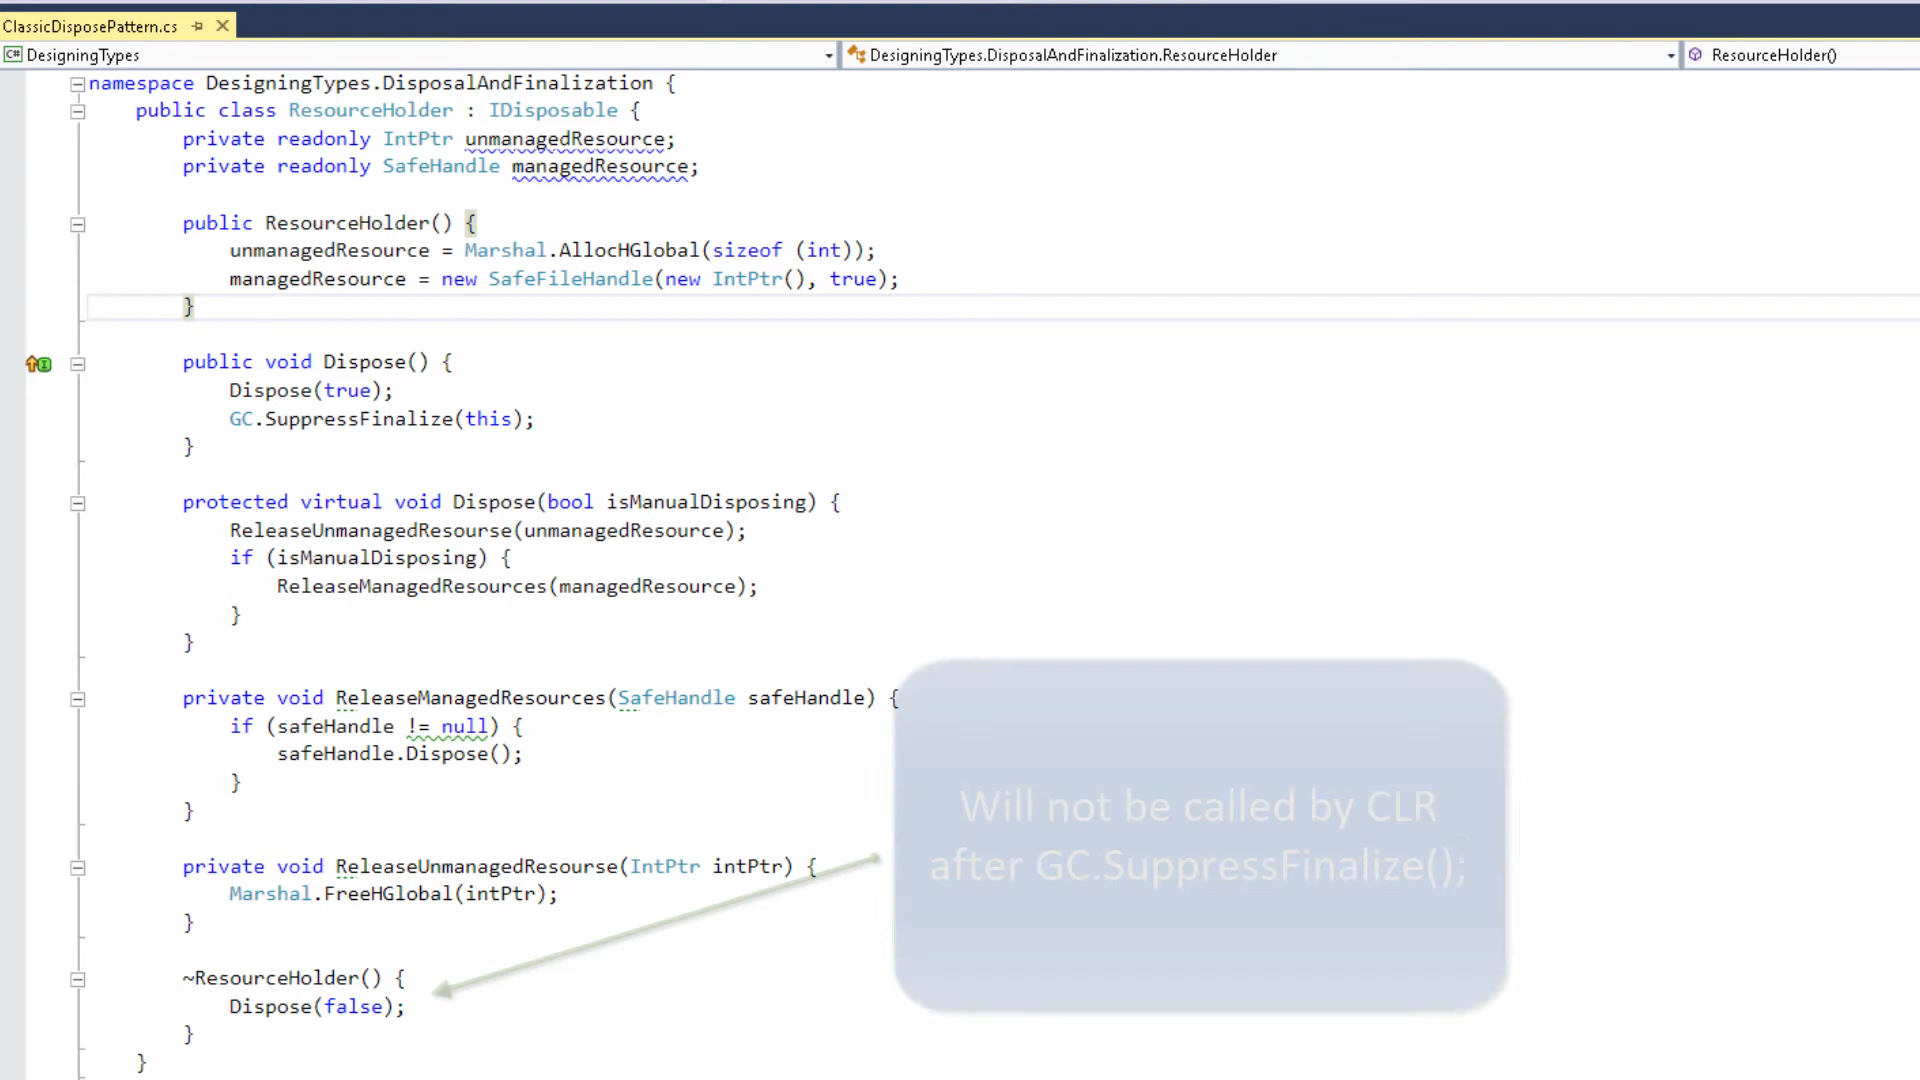 ClassicDisposePattern.cs
C# DesigningTypes
DesigningTypes.DisposalAndFinalization.ResourceHolder
ResourceHolder()
namespace DesigningTypes.DisposalAndFinalization {
public class ResourceHolder : IDisposable {
private readonly IntPtr unmanagedResource;
private readonly SafeHandle managedResource;
public ResourceHolder() {
unmanagedResource = Marshal.AllocHGlobal(sizeof (int));
managedResource = new SafeFileHandle(new IntPtr(), true);
}
public void Dispose() {
Dispose(true);
GC.SuppressFinalize(this);
}
protected virtual void Dispose(bool isManualDisposing) {
ReleaseUnmanagedResourse(unmanagedResource);
if (isManualDisposing) {
ReleaseManagedResources(managedResource);
}
}
private void ReleaseManagedResources(SafeHandle safeHandle) {
if (safeHandle != null) {
safeHandle.Dispose();
}
}
private void ReleaseUnmanagedResourse(IntPtr intPtr) {
Marshal.FreeHGlobal(intPtr);
}
~ResourceHolder() {
Dispose(false);
}
}
Will not be called by CLR
after GC.SuppressFinalize();